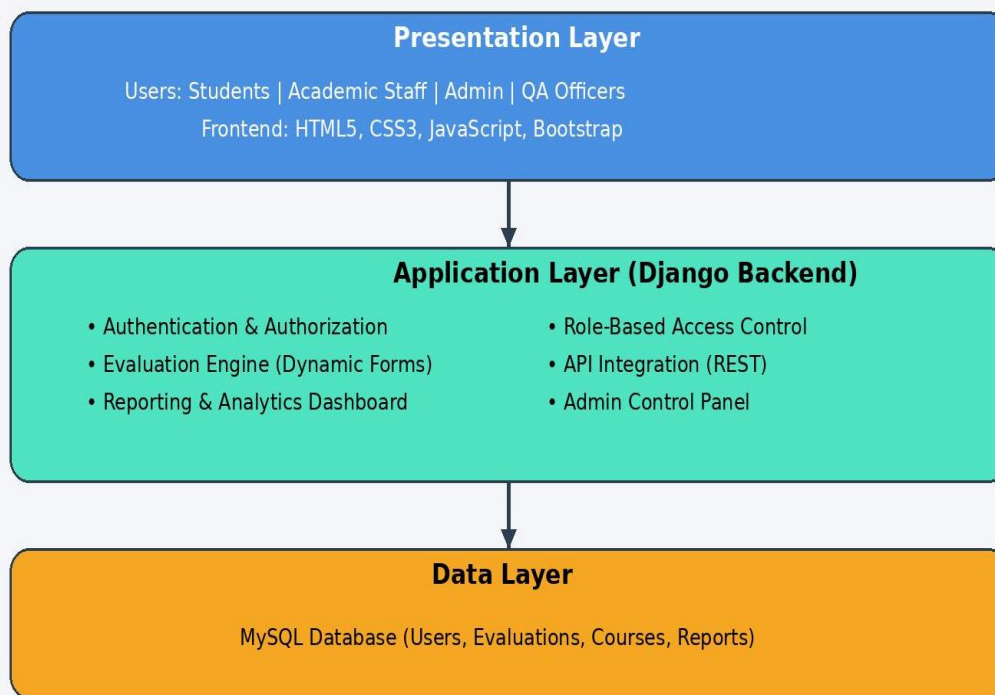 Presentation Layer
Users: Students | Academic Staff | Admin | QA Officers
Frontend: HTML5, CSS3, JavaScript, Bootstrap
Application Layer (Django Backend)
• Authentication & Authorization
• Evaluation Engine (Dynamic Forms)
• Reporting & Analytics Dashboard
• Role-Based Access Control
• API Integration (REST)
• Admin Control Panel
Data Layer
MySQL Database (Users, Evaluations, Courses, Reports)